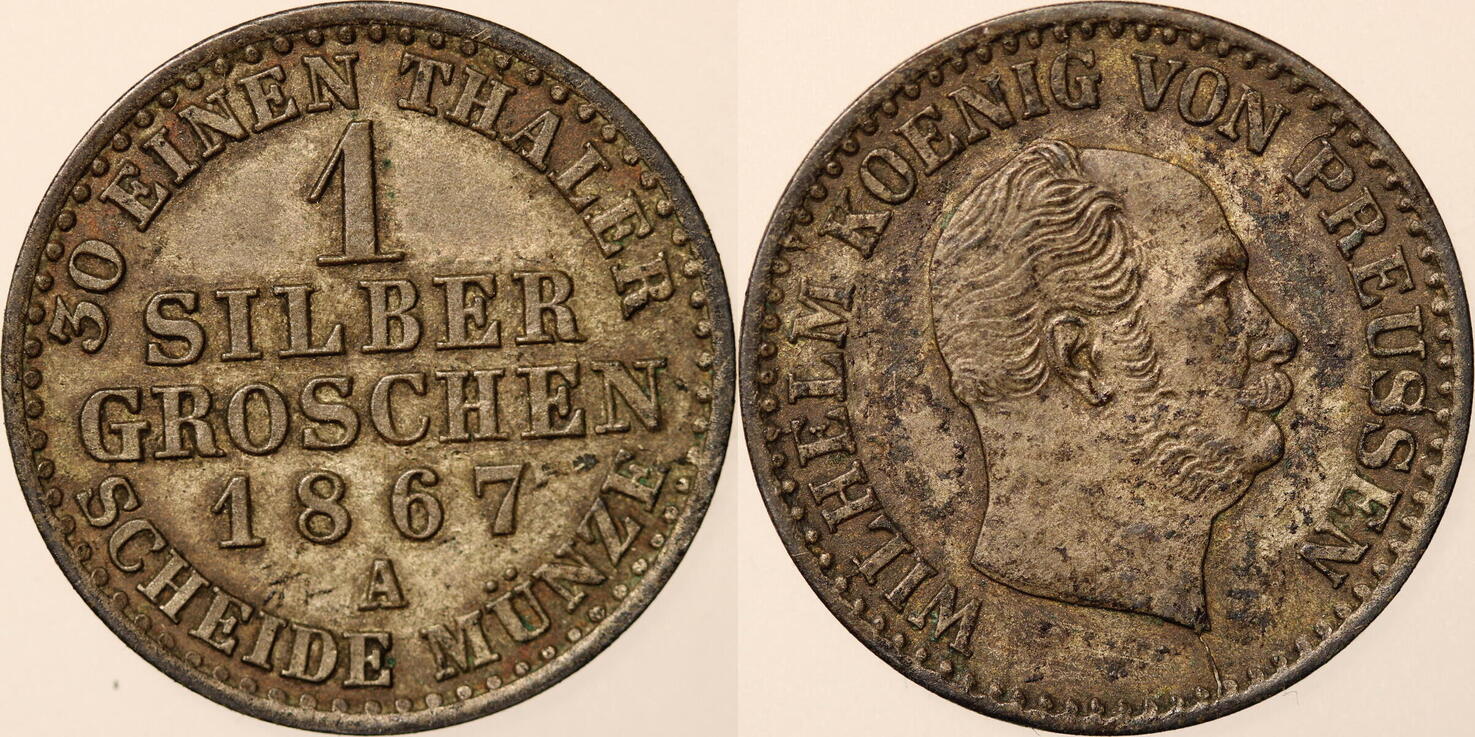 30 EINEN THALER
1
SILBER
GROSCHEN
1867
A
SCHEIDE MÜNZE
WILHELM KOENIG VON PREUSSEN